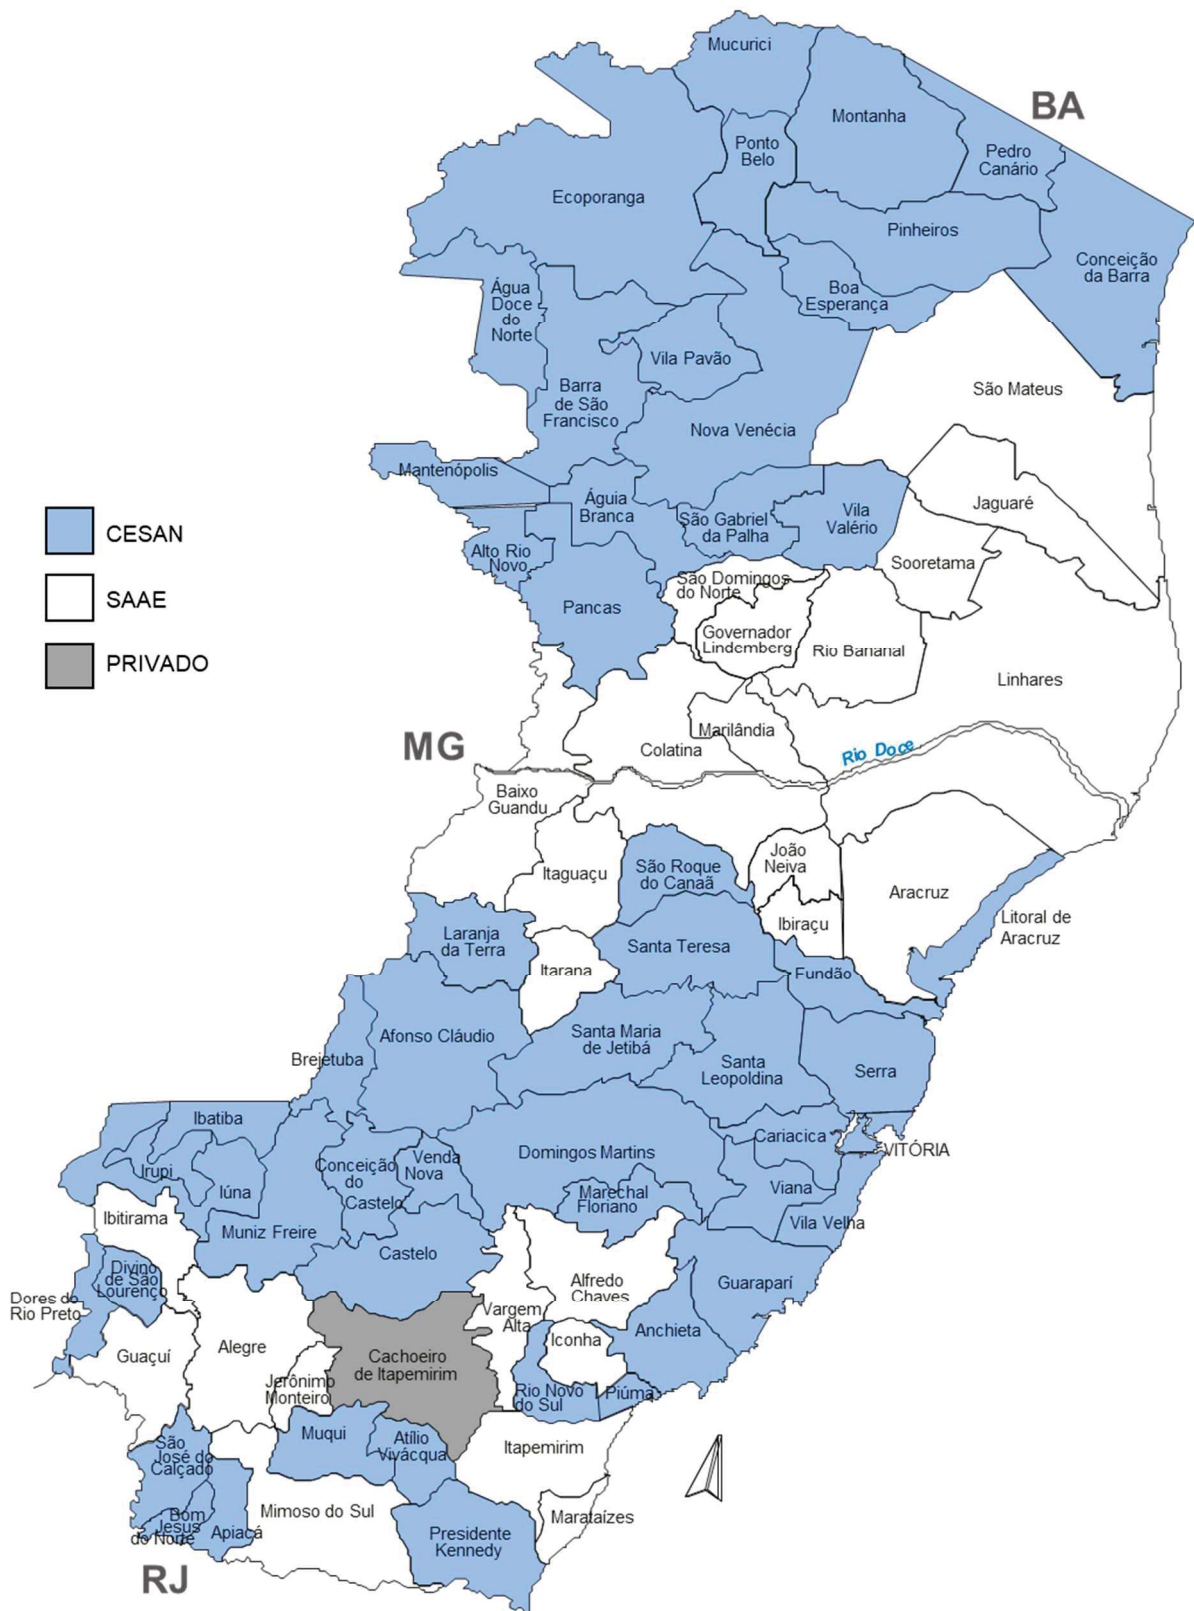 Mucurici
BA
Montanha
Ponto
Belo
Pedro
Canário
Ecoporanga
Pinheiros
Conceição
da Barra
Água
Doce
do
Norte
Boa
Esperança
Vila Pavão
Barra
de São
Francisco
São Mateus
Nova Venécia
Mantenópolis
Águia
Branca
São Gabriel
da Palha
Vila
Valério
Jaguaré
CESAN
Alto Rio
Novo
Sooretama
SAAE
São Domingos
do Norte
Pancas
Governador
Lindemberg
Rio Bananal
PRIVADO
Linhares
Marilândia
MG
Colatina
Rio Doce
Baixo
Guandu
João
Neiva
Itaguaçu
São Roque
do Canaã
Aracruz
Litoral de
Aracruz
Ibiraçu
Laranja
da Terra
Santa Teresa
Itarana
Fundão
Afonso Cláudio
Santa Maria
de Jetibá
Brejetuba
Santa
Leopoldina
Serra
Ibatiba
Cariacica
VITÓRIA
Domingos Martins
Venda
Nova
Conceição
do
Castelo
Irupi
Iúna
Viana
Marechal
Floriano
Ibitirama
Muniz Freire
Vila Velha
Castelo
Divino
de São
Lourenço
Alfredo
Chaves
Guaraparí
Dores do
Rio Preto
Vargem
Alta
Iconha
Anchieta
Guaçuí
Alegre
Cachoeiro
de Itapemirim
Jerônimo
Monteiro
Rio Novo
do Sul
Piúma
Muqui
Atílio
Vivácqua
Itapemirim
São
José do
Calçado
Mimoso do Sul
Marataízes
Bom
Jesus
do Norte
Apiacá
Presidente
Kennedy
RJ